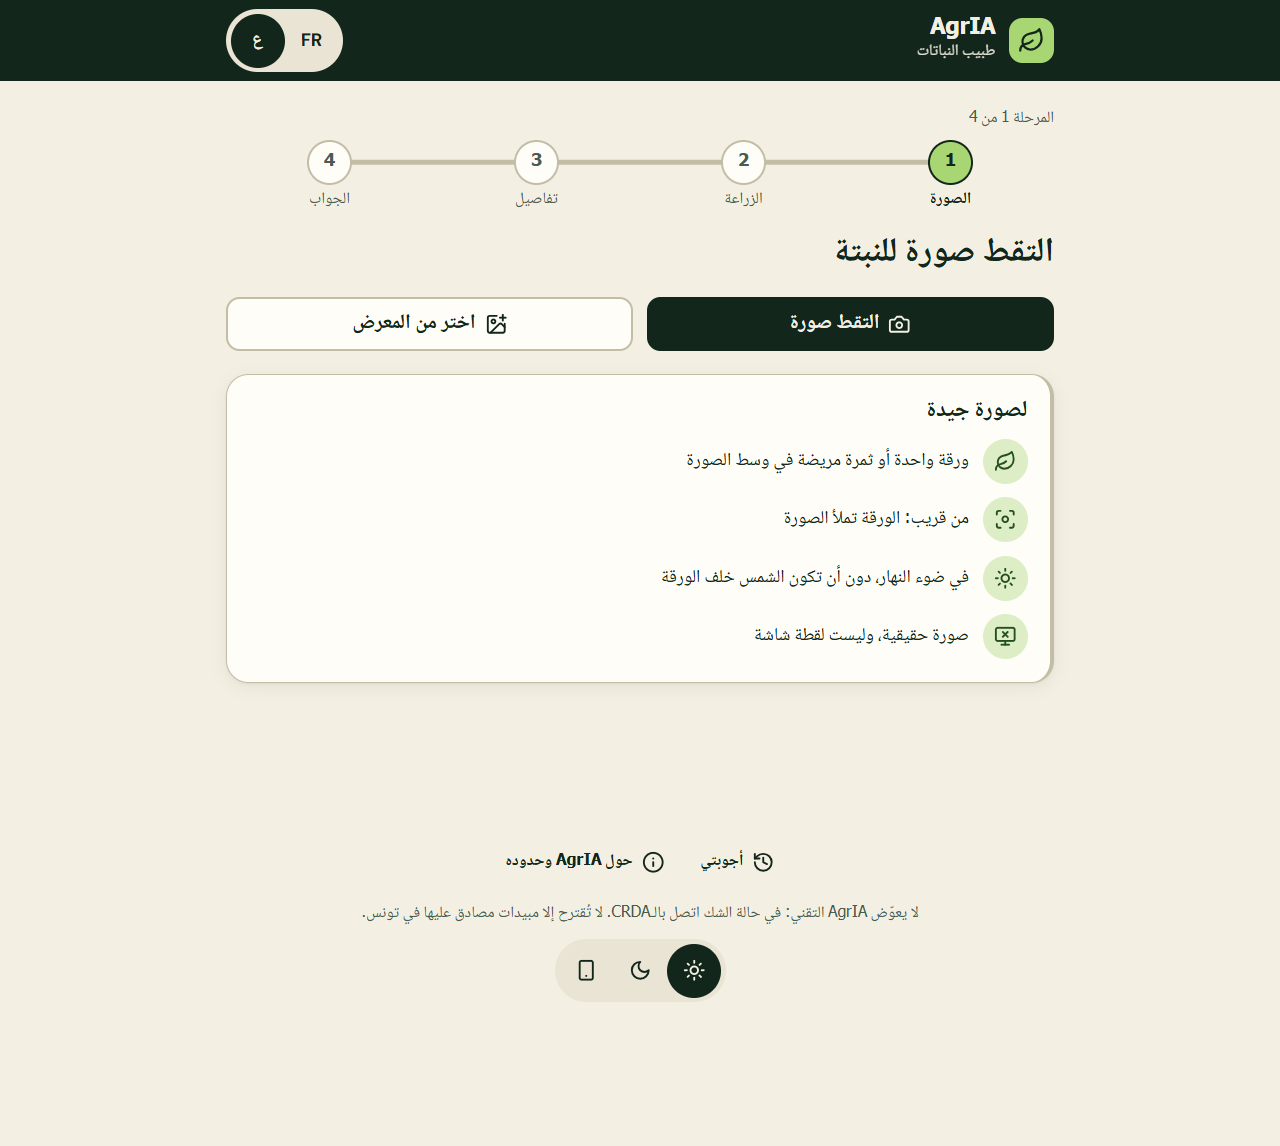 AgrIA
طبيب النباتات
FR
ع
المرحلة 1 من 4
1
2
3
4
الصورة
الزراعة
تفاصيل
الجواب
التقط صورة للنبتة
التقط صورة
اختر من المعرض
لصورة جيدة
ورقة واحدة أو ثمرة مريضة في وسط الصورة
من قريب: الورقة تملأ الصورة
في ضوء النهار، دون أن تكون الشمس خلف الورقة
صورة حقيقية، وليست لقطة شاشة
أجوبتي
حول AgrIA وحدوده
لا يعوّض AgrIA التقني: في حالة الشك اتصل بالـCRDA. لا تُقترح إلا مبيدات مصادق عليها في تونس.